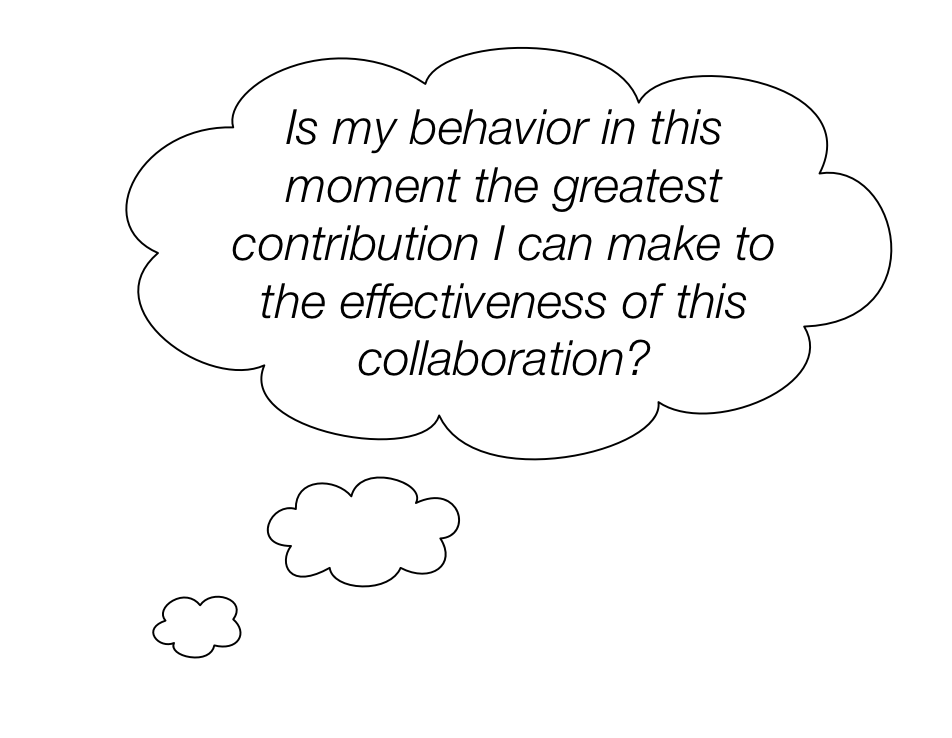 Is my behavior in this
moment the greatest
contribution I can make to
the effectiveness of this
collaboration?